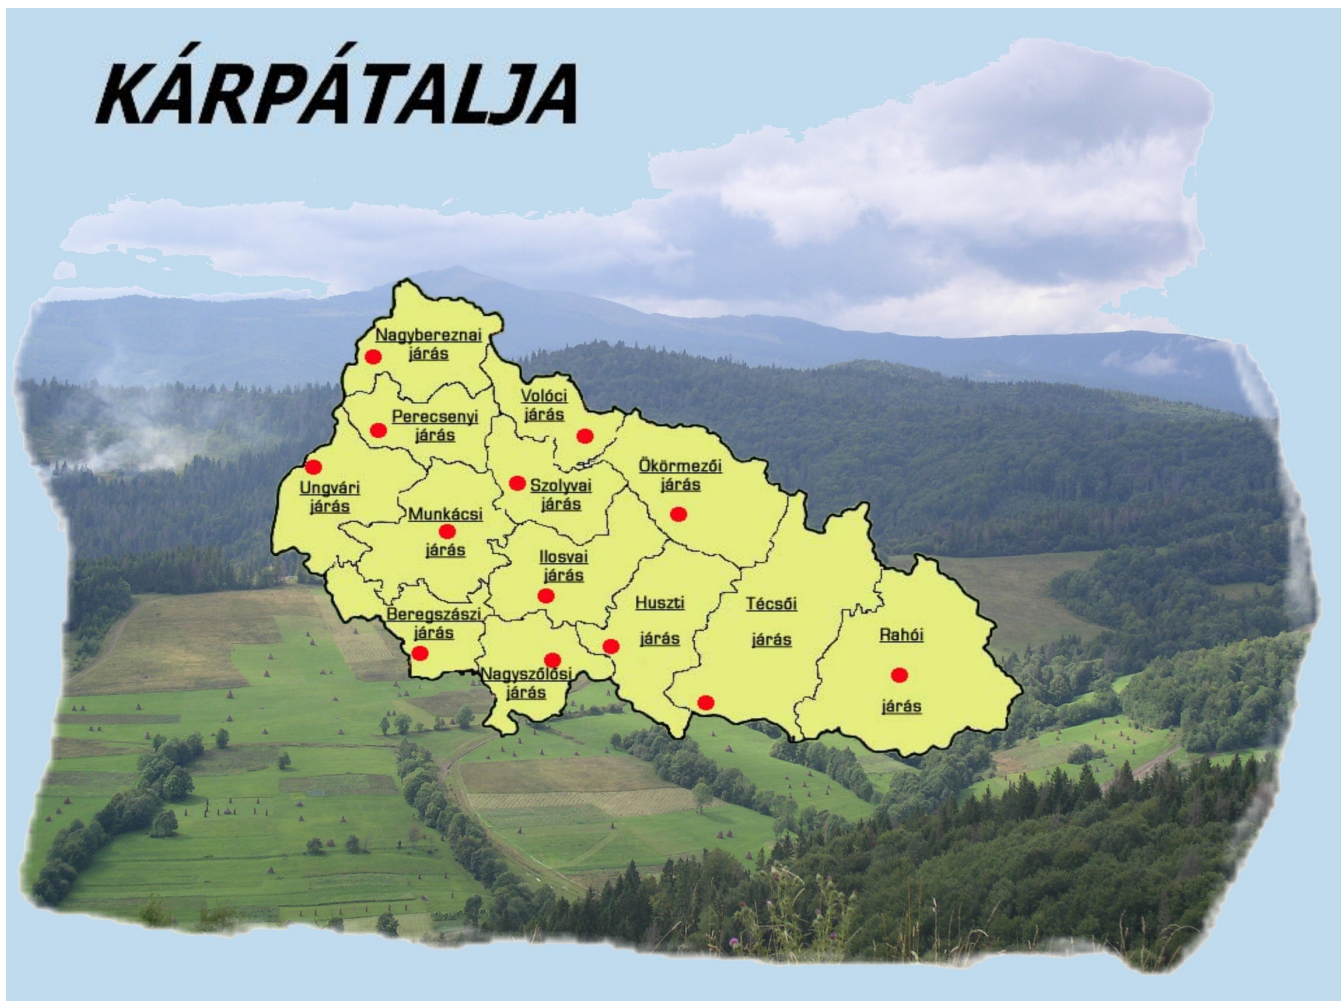 KÁRPÁTALJA
Nagybereznai
járás
Volóci
járás
Perecsenyi
járás
Ökörmezői
járás
Ungvári
járás
Szolyvai
járás
Munkácsi
járás
Ilosvai
járás
Beregszászi
járás
Huszti
járás
Técsői
járás
Rahói
járás
Nagyszőlősi
járás